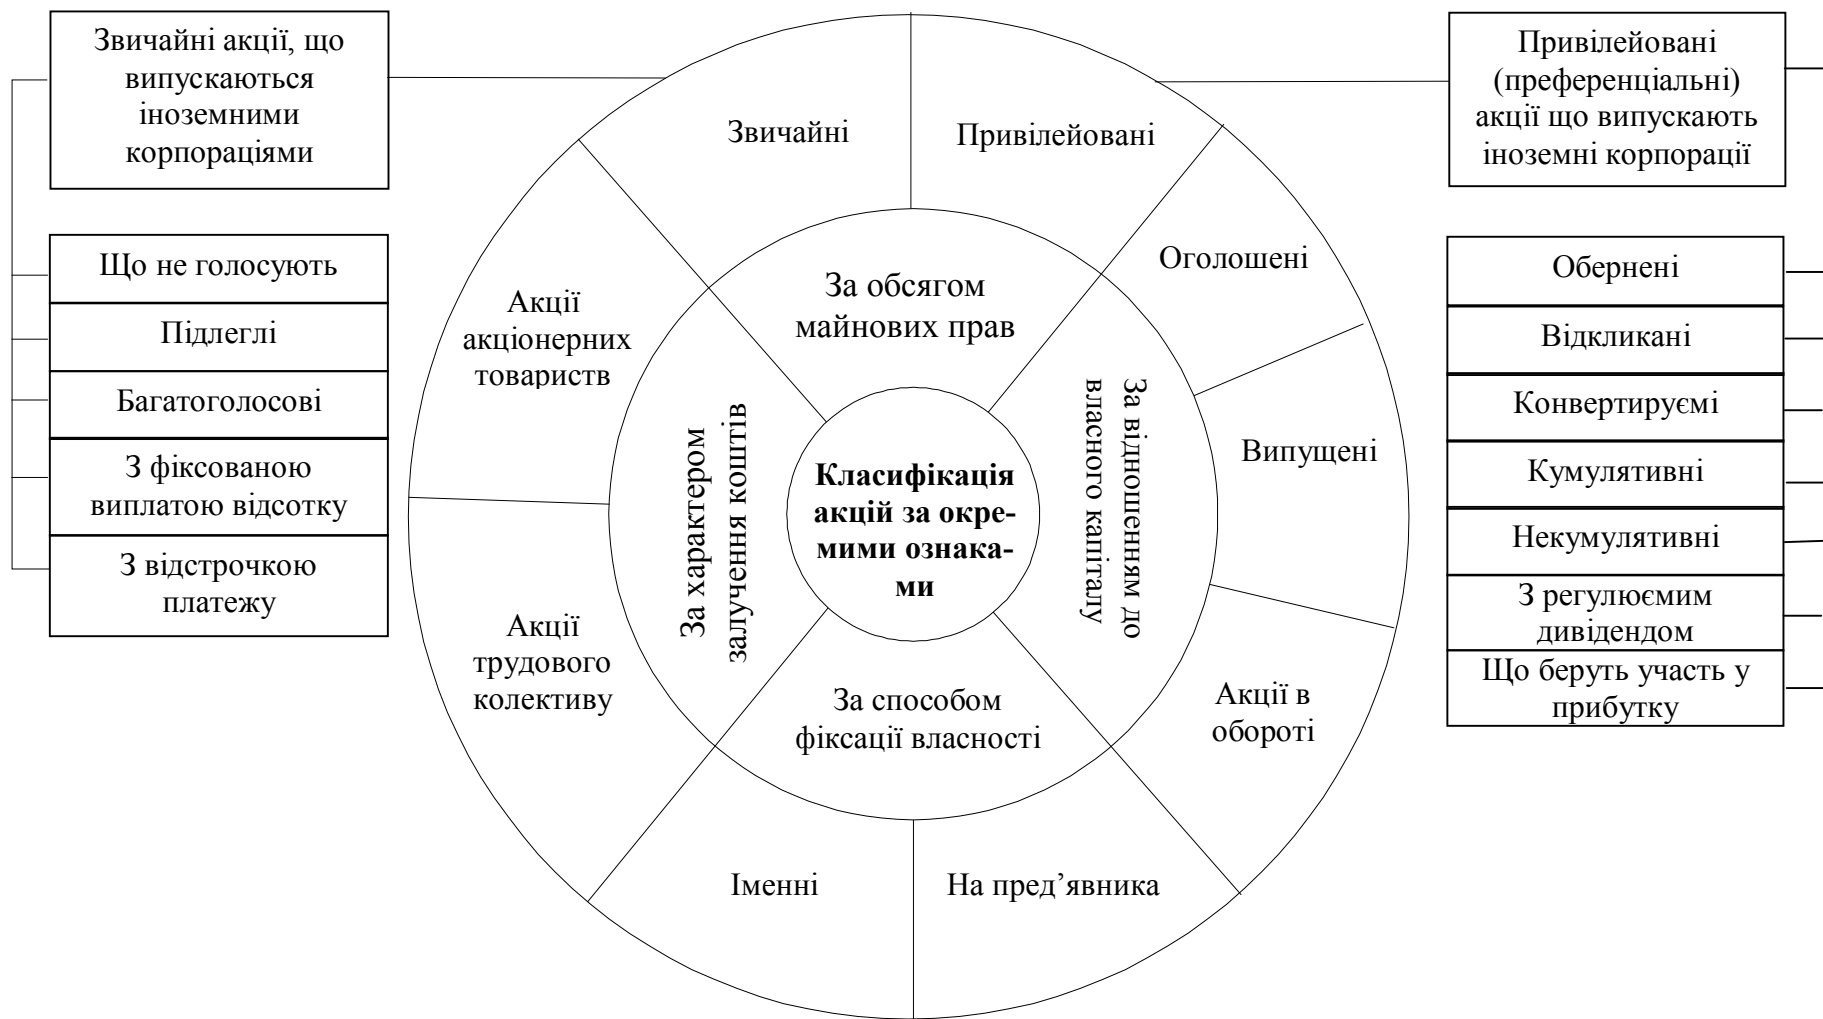 Звичайні акції, що
випускаються
іноземними
корпораціями
Що не голосують
Підлеглі
Багатоголосові
З фіксованою
виплатою відсотку
З відстрочкою
платежу
Звичайні
Привілейовані
Оголошені
Випущені
Акції в
обороті
На пред’явника
Іменні
Акції
трудового
колективу
Акції
акціонерних
товариств
За обсягом
майнових прав
За відношенням до
власного капіталу
За способом
фіксації власності
За характером
залучення коштів
Класифікація
акцій за окре-
мими ознака-
ми
Привілейовані
(преференціальні)
акції що випускають
іноземні корпорації
Обернені
Відкликані
Конвертируємі
Кумулятивні
Некумулятивні
З регулюємим
дивідендом
Що беруть участь у
прибутку